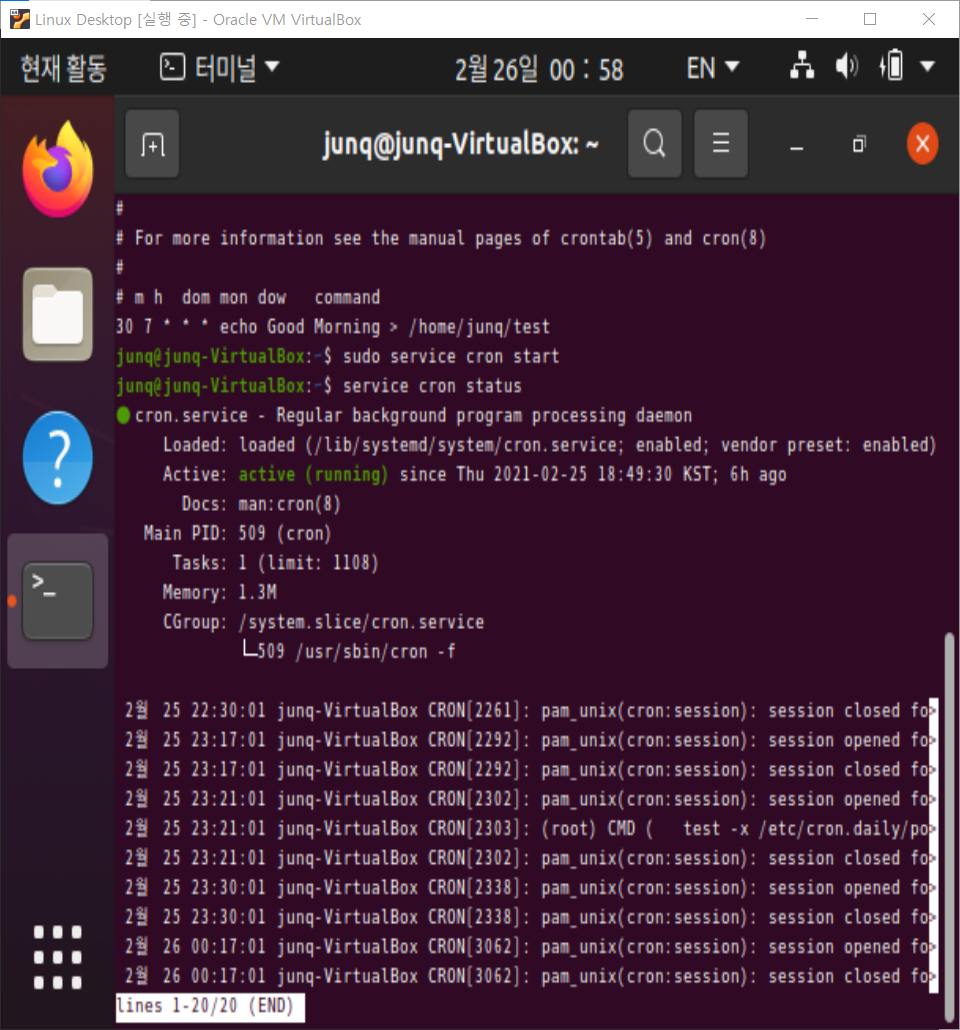 Linux Desktop [실행 중] - Oracle VM VirtualBox
현재 활동 터미널 2월 26일 00 : 58 EN
junq@junq-VirtualBox: ~
#
# For more information see the manual pages of crontab(5) and cron(8)
#
# m h  dom mon dow   command
30 7 * * * echo Good Morning > /home/junq/test
junq@junq-VirtualBox:~$ sudo service cron start
junq@junq-VirtualBox:~$ service cron status
● cron.service - Regular background program processing daemon
Loaded: loaded (/lib/systemd/system/cron.service; enabled; vendor preset: enabled)
Active: active (running) since Thu 2021-02-25 18:49:30 KST; 6h ago
Docs: man:cron(8)
Main PID: 509 (cron)
Tasks: 1 (limit: 1108)
Memory: 1.3M
CGroup: /system.slice/cron.service
└─509 /usr/sbin/cron -f
2월 25 22:30:01 junq-VirtualBox CRON[2261]: pam_unix(cron:session): session closed fo>
2월 25 23:17:01 junq-VirtualBox CRON[2292]: pam_unix(cron:session): session opened fo>
2월 25 23:17:01 junq-VirtualBox CRON[2292]: pam_unix(cron:session): session closed fo>
2월 25 23:21:01 junq-VirtualBox CRON[2302]: pam_unix(cron:session): session opened fo>
2월 25 23:21:01 junq-VirtualBox CRON[2303]: (root) CMD (   test -x /etc/cron.daily/po>
2월 25 23:21:01 junq-VirtualBox CRON[2302]: pam_unix(cron:session): session closed fo>
2월 25 23:30:01 junq-VirtualBox CRON[2338]: pam_unix(cron:session): session opened fo>
2월 25 23:30:01 junq-VirtualBox CRON[2338]: pam_unix(cron:session): session closed fo>
2월 26 00:17:01 junq-VirtualBox CRON[3062]: pam_unix(cron:session): session opened fo>
2월 26 00:17:01 junq-VirtualBox CRON[3062]: pam_unix(cron:session): session closed fo>
lines 1-20/20 (END)